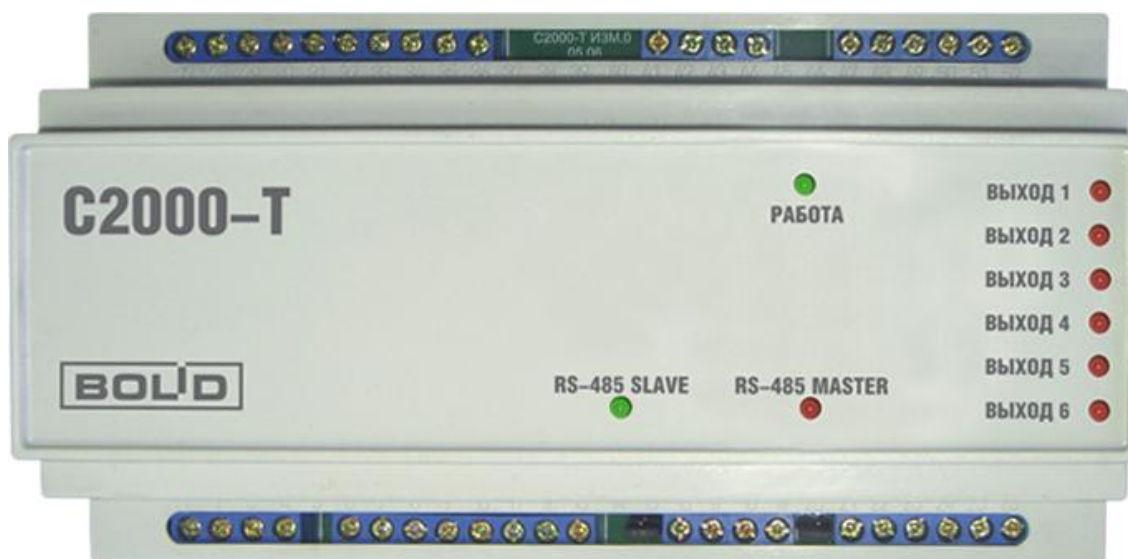 С2000-Т ИЗМ.0
05.06
С2000-Т
РАБОТА
ВЫХОД 1
ВЫХОД 2
ВЫХОД 3
ВЫХОД 4
ВЫХОД 5
ВЫХОД 6
BOLID
RS-485 SLAVE
RS-485 MASTER